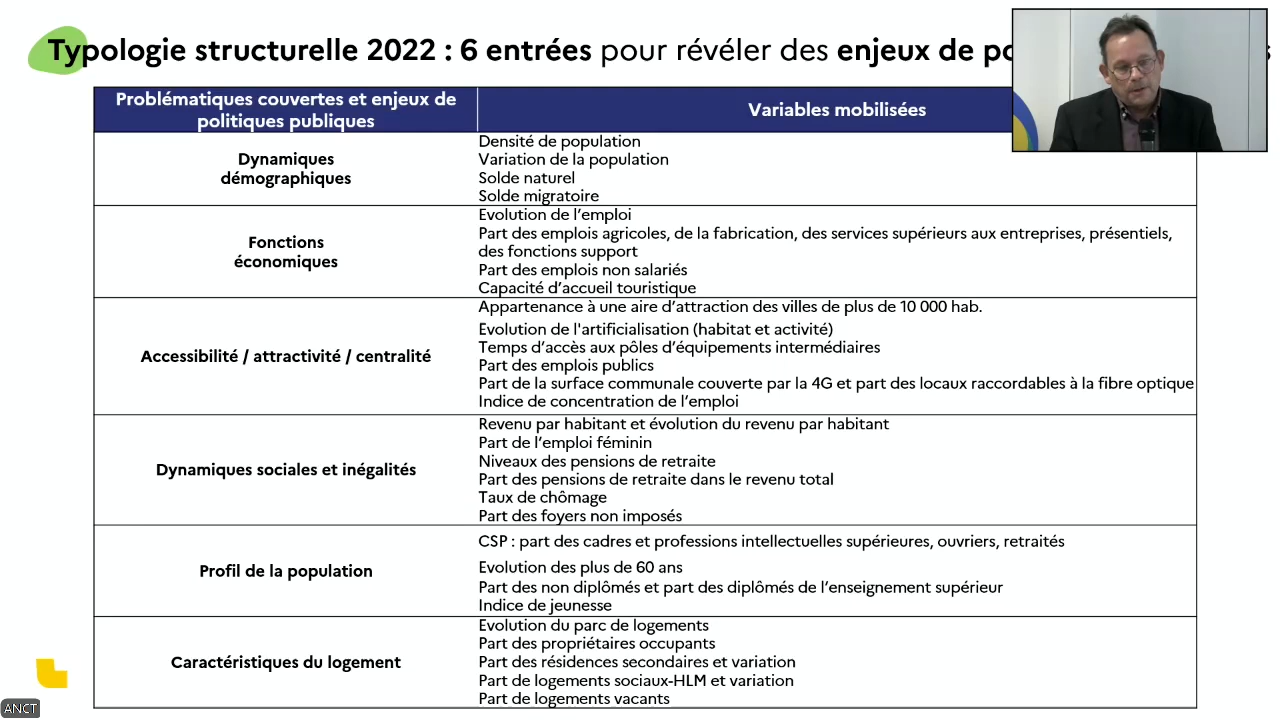 Typologie structurelle 2022 : 6 entrées pour révéler des enjeux de
Problématiques couvertes et enjeux de
politiques publiques
Variables mobilisées
Dynamiques
démographiques
Densité de population
Variation de la population
Solde naturel
Solde migratoire
Fonctions
économiques
Evolution de l’emploi
Part des emplois agricoles, de la fabrication, des services supérieurs aux entreprises, présentiels,
des fonctions support
Part des emplois non salariés
Capacité d’accueil touristique
Accessibilité / attractivité / centralité
Appartenance à une aire d’attraction des villes de plus de 10 000 hab.
Evolution de l'artificialisation (habitat et activité)
Temps d’accès aux pôles d’équipements intermédiaires
Part des emplois publics
Part de la surface communale couverte par la 4G et part des locaux raccordables à la fibre optique
Indice de concentration de l’emploi
Dynamiques sociales et inégalités
Revenu par habitant et évolution du revenu par habitant
Part de l’emploi féminin
Niveaux des pensions de retraite
Part des pensions de retraite dans le revenu total
Taux de chômage
Part des foyers non imposés
Profil de la population
CSP : part des cadres et professions intellectuelles supérieures, ouvriers, retraités
Evolution des plus de 60 ans
Part des non diplômés et part des diplômés de l’enseignement supérieur
Indice de jeunesse
Caractéristiques du logement
Evolution du parc de logements
Part des propriétaires occupants
Part des résidences secondaires et variation
Part de logements sociaux-HLM et variation
Part de logements vacants
ANCT